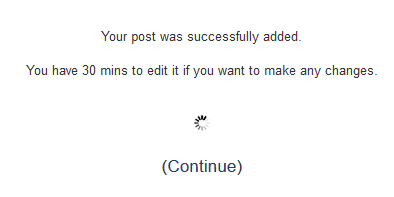 Your post was successfully added.
You have 30 mins to edit it if you want to make any changes.
(Continue)